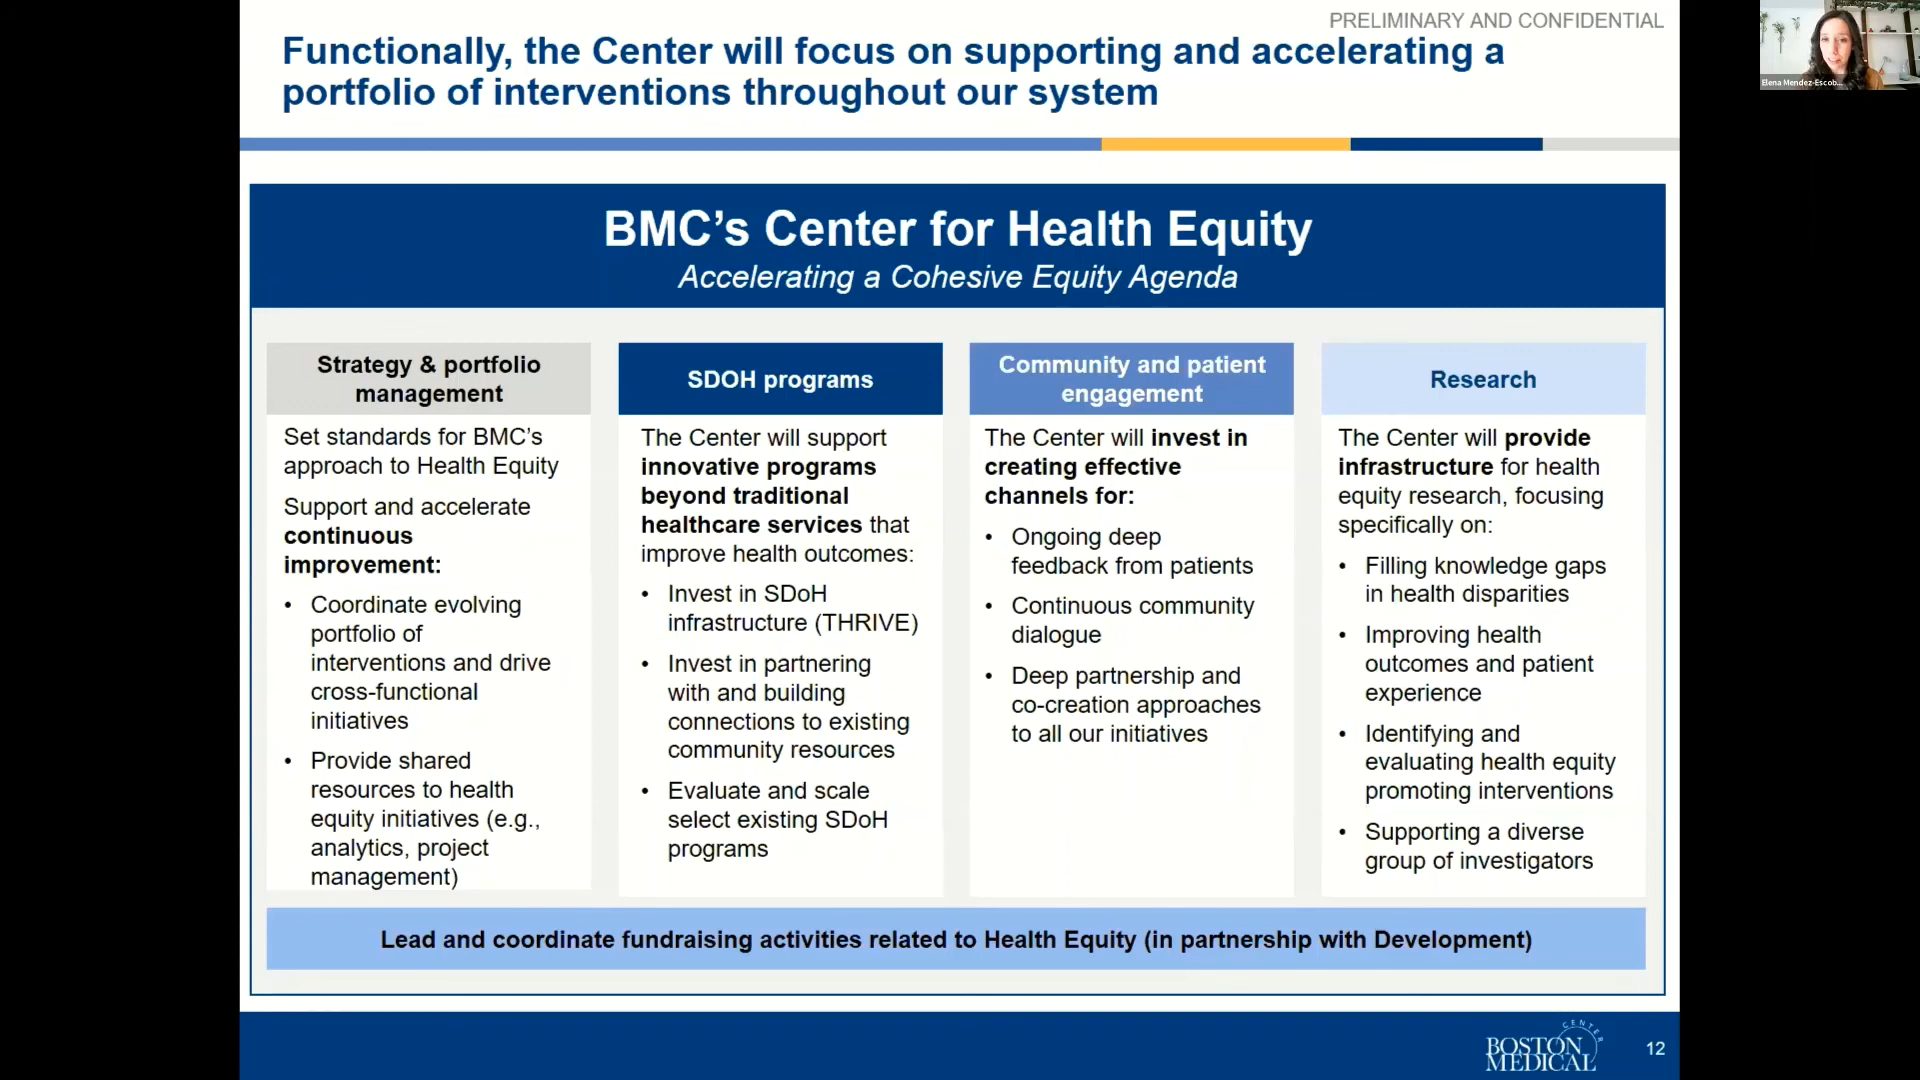 PRELIMINARY AND CONFIDENTIAL
Functionally, the Center will focus on supporting and accelerating a
portfolio of interventions throughout our system
Elena Mendez-Escob...
BMC’s Center for Health Equity
Accelerating a Cohesive Equity Agenda
Strategy & portfolio
management
Set standards for BMC’s
approach to Health Equity
Support and accelerate
continuous
improvement:
• Coordinate evolving
portfolio of
interventions and drive
cross-functional
initiatives
• Provide shared
resources to health
equity initiatives (e.g.,
analytics, project
management)
SDOH programs
The Center will support
innovative programs
beyond traditional
healthcare services that
improve health outcomes:
• Invest in SDoH
infrastructure (THRIVE)
• Invest in partnering
with and building
connections to existing
community resources
• Evaluate and scale
select existing SDoH
programs
Community and patient
engagement
The Center will invest in
creating effective
channels for:
• Ongoing deep
feedback from patients
• Continuous community
dialogue
• Deep partnership and
co-creation approaches
to all our initiatives
Research
The Center will provide
infrastructure for health
equity research, focusing
specifically on:
• Filling knowledge gaps
in health disparities
• Improving health
outcomes and patient
experience
• Identifying and
evaluating health equity
promoting interventions
• Supporting a diverse
group of investigators
Lead and coordinate fundraising activities related to Health Equity (in partnership with Development)
BOSTON
MEDICAL
CENTER
12